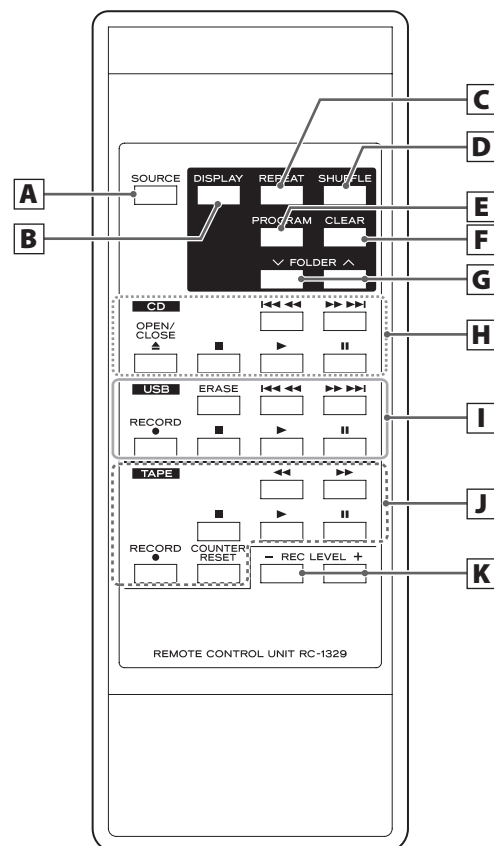 C
D
SOURCE DISPLAY REPEAT SHUFFLE
A
E
PROGRAM CLEAR
B
F
FOLDER
G
CD
OPEN/
CLOSE
H
USB ERASE
I
RECORD
TAPE
J
RECORD COUNTER
RESET
− REC LEVEL +
K
REMOTE CONTROL UNIT RC-1329